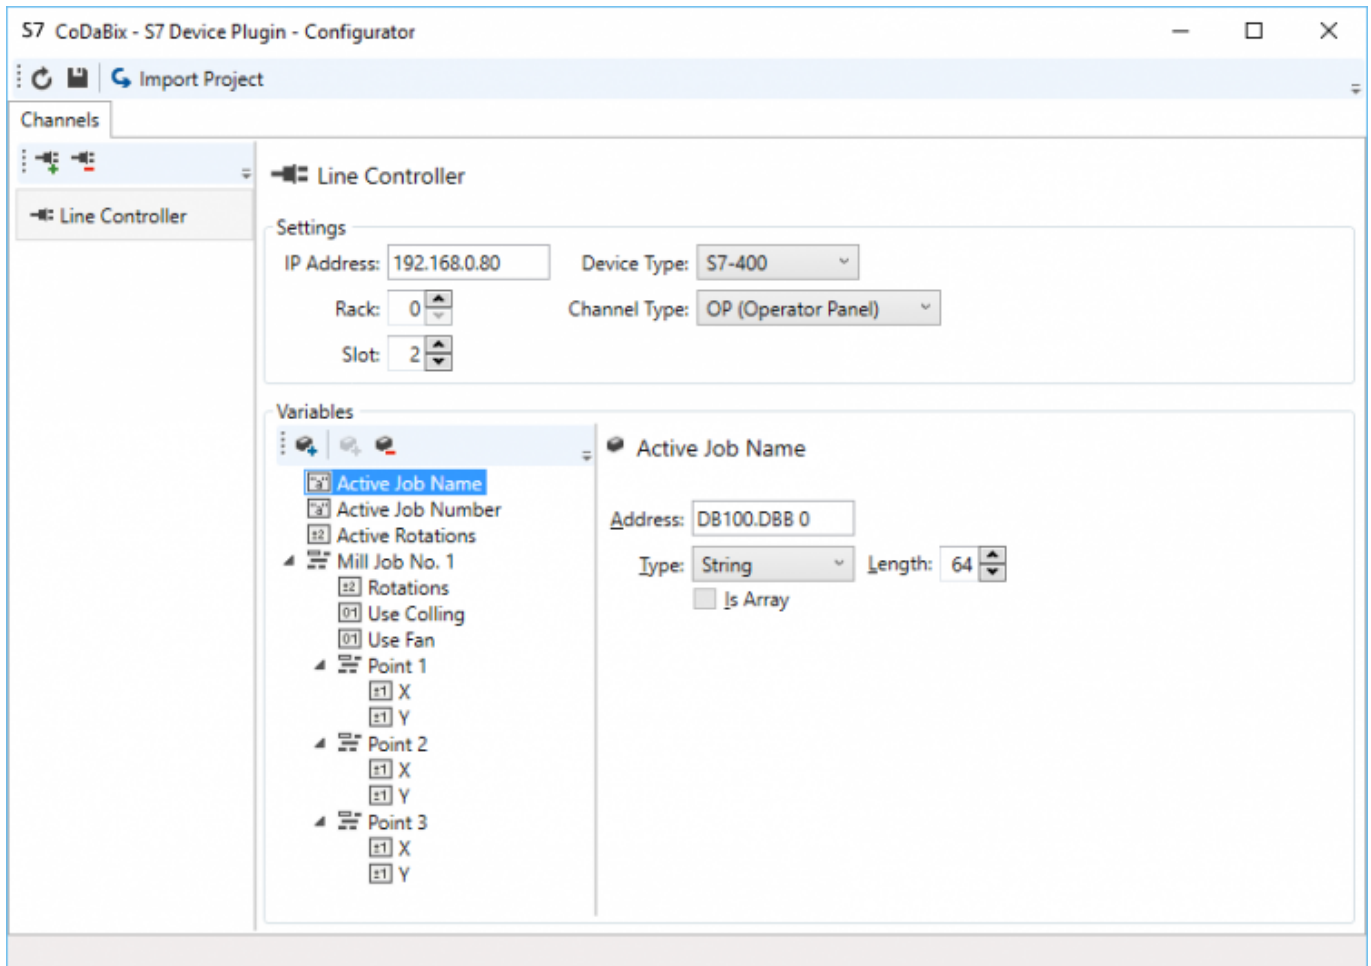 S7 CoDaBix - S7 Device Plugin - Configurator
Import Project
Channels
Line Controller
Line Controller
Settings
IP Address: 192.168.0.80 Device Type: S7-400
Rack: 0 Channel Type: OP (Operator Panel)
Slot: 2
Variables
Active Job Name
Active Job Name
Active Job Number
Active Rotations
Mill Job No. 1
Rotations
Use Colling
Use Fan
Point 1
X
Y
Point 2
X
Y
Point 3
X
Y
Address: DB100.DBB 0
Type: String Length: 64
Is Array